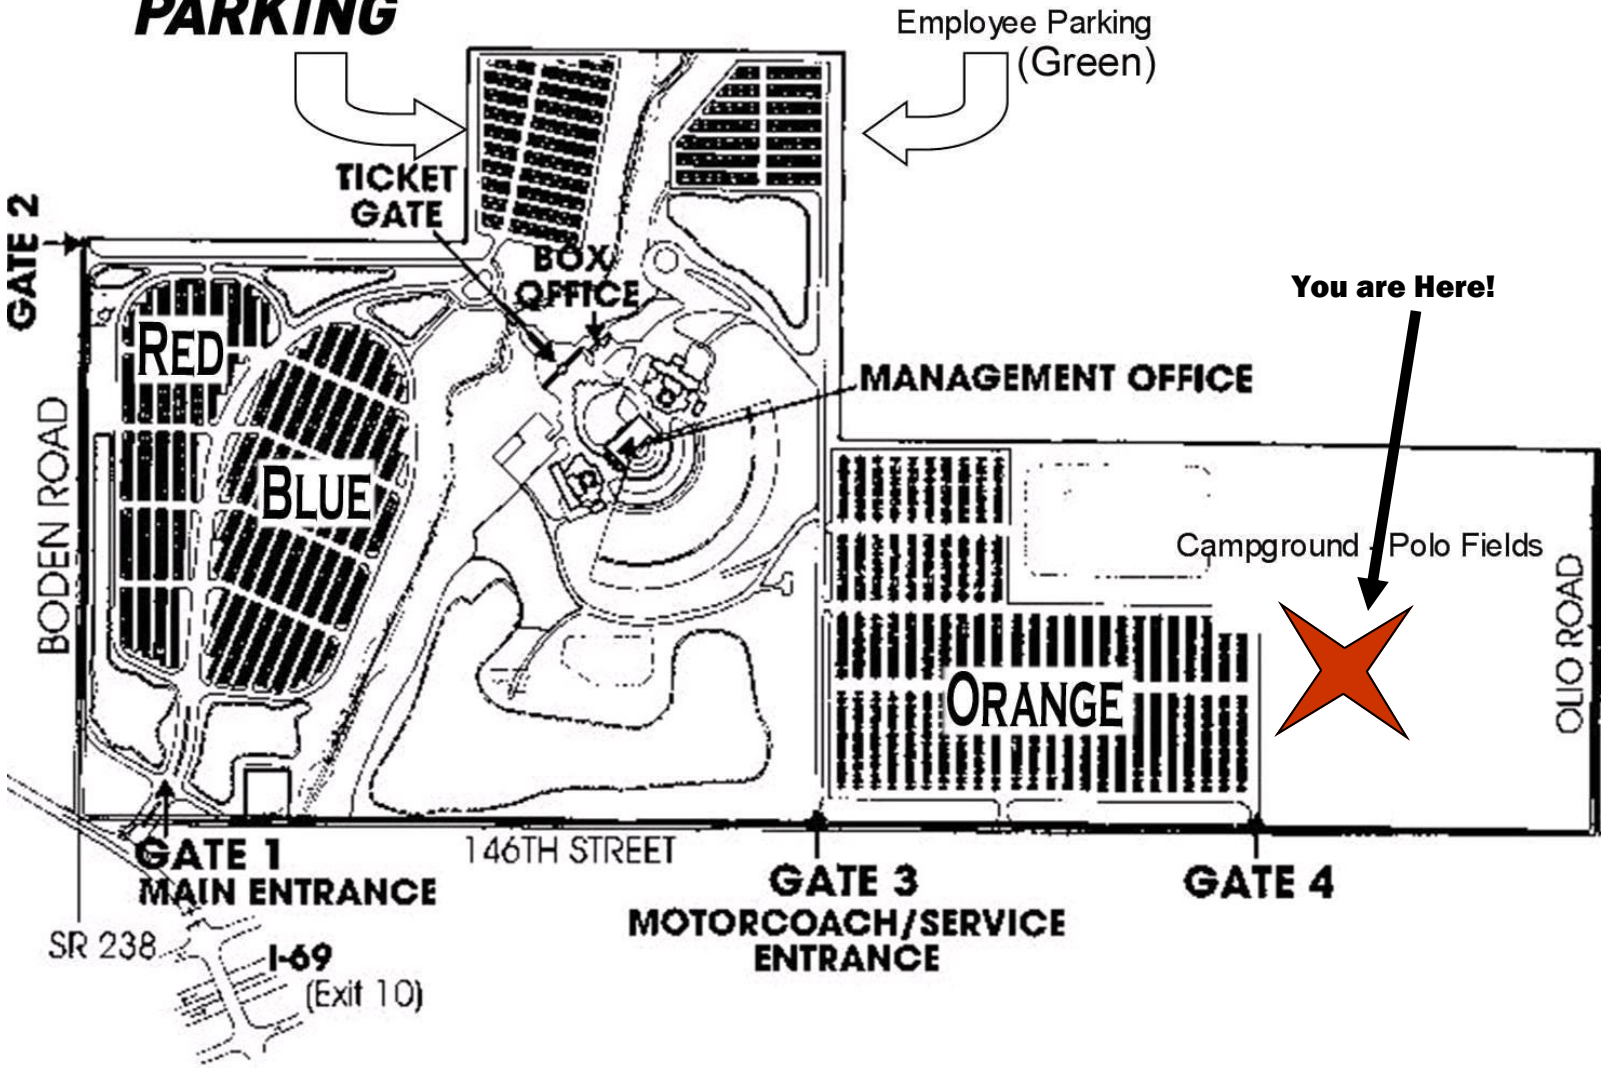 PARKING
Employee Parking
(Green)
TICKET
GATE
GATE 2
BOX
OFFICE
You are Here!
RED
MANAGEMENT OFFICE
BODEN ROAD
BLUE
Campground - Polo Fields
OLIO ROAD
ORANGE
GATE 1
MAIN ENTRANCE
146TH STREET
GATE 3
MOTORCOACH/SERVICE
ENTRANCE
GATE 4
SR 238
I-69
(Exit 10)